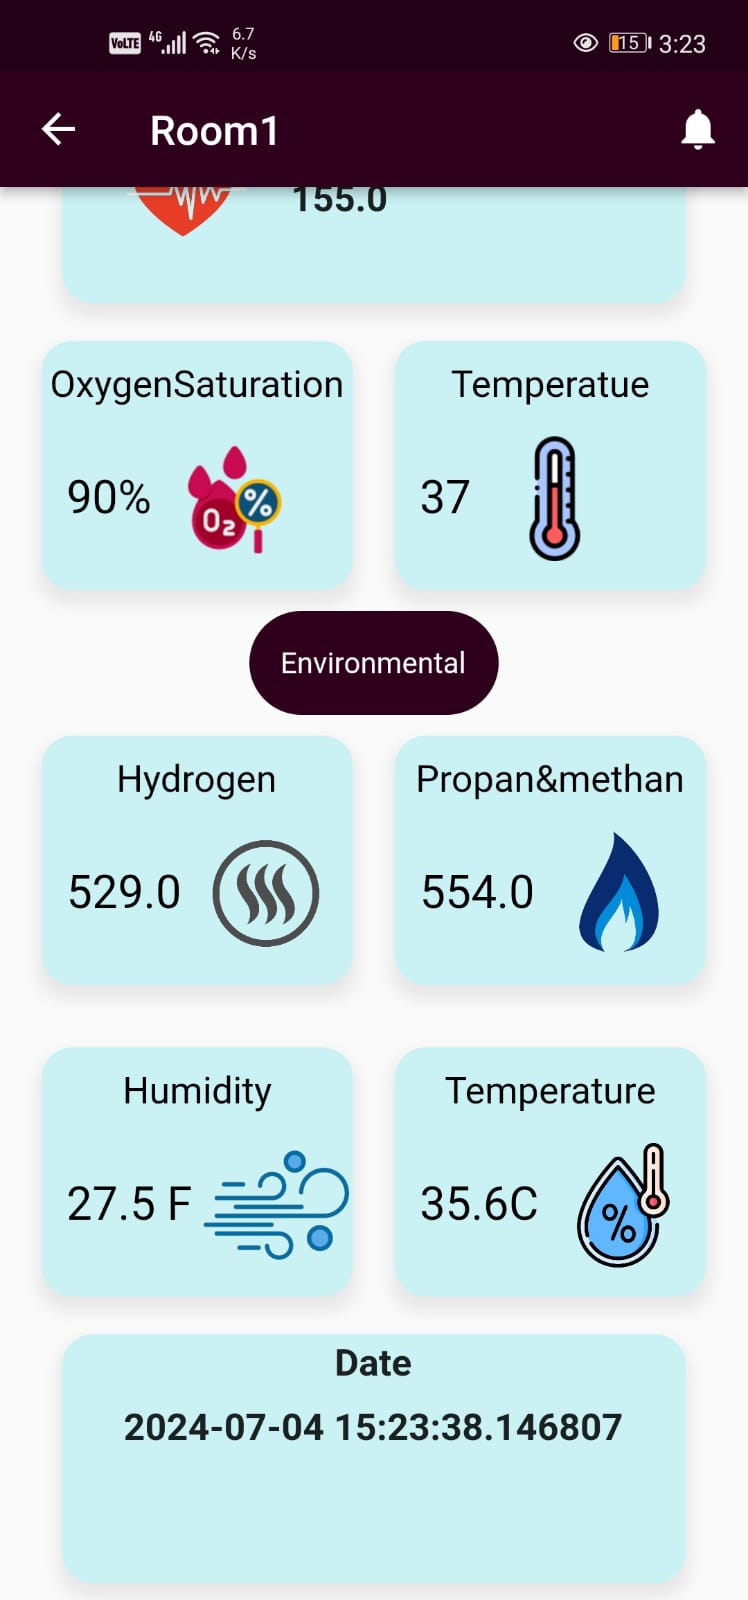 VoLTE 4G 6.7 K/s 15 3:23
Room1
155.0
OxygenSaturation
90%
O2 %
Temperatue
37
Environmental
Hydrogen
529.0
Propan&methan
554.0
Humidity
27.5 F
Temperature
35.6C
%
Date
2024-07-04 15:23:38.146807